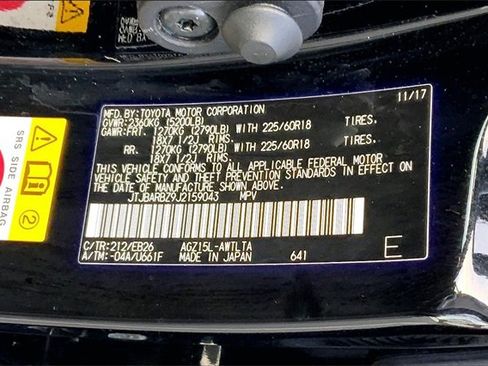 MFD.BY:TOYOTA MOTOR CORPORATION 11/17
GVWR:2360KG (5200LB)
GAWR:FRT. 1270KG (2790LB) WITH 225/60R18 TIRES.
18X7 1/2J RIMS.
RR. 1270KG (2790LB) WITH 225/60R18 TIRES.
18X7 1/2J RIMS.
THIS VEHICLE CONFORMS TO ALL APPLICABLE FEDERAL MOTOR
VEHICLE SAFETY AND THEFT PREVENTION STANDARDS IN EFFECT ON
THE DATE OF MANUFACTURE SHOWN ABOVE.
JTJBARBZ9J2159043 MPV
C/TR:212/EB26 AGZ15L-AWTLTA
A/TM:-04A/U661F MADE IN JAPAN 641 E
SRS SIDE AIRBAG
2